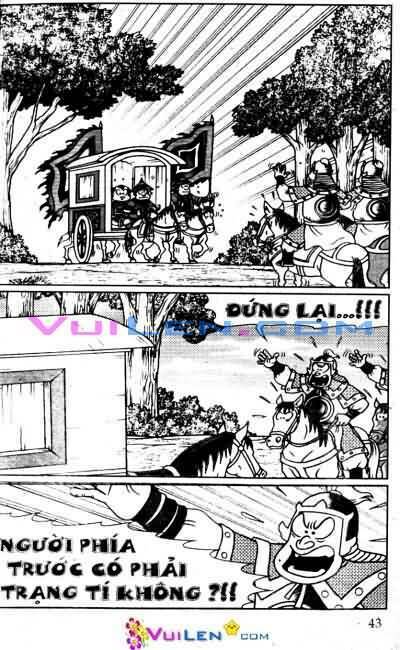 ĐỨNG LẠI...!!!
VUILEN.COM
NGƯỜI PHÍA
TRƯỚC CÓ PHẢI
TRẠNG TÍ KHÔNG ?!!
43
VUILEN.COM